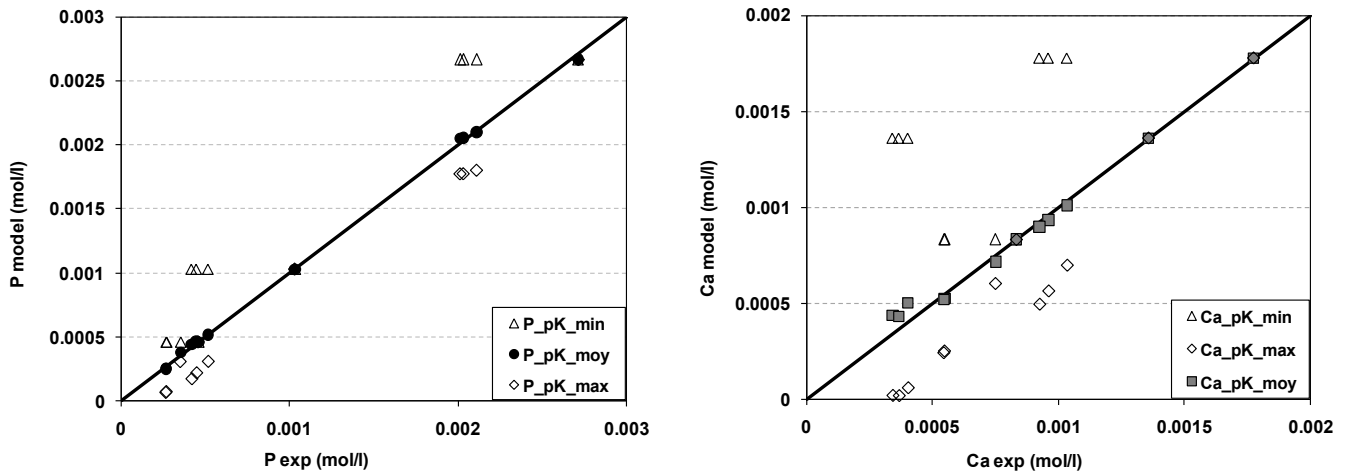 0.003
0.0025
0.002
0.0015
0.001
0.0005
0
P model (mol/l)
0
0.001
0.002
0.003
P exp (mol/l)
P_pK_min
P_pK_moy
P_pK_max
0.002
0.0015
0.001
0.0005
0
Ca model (mol/l)
0
0.0005
0.001
0.0015
0.002
Ca exp (mol/l)
Ca_pK_min
Ca_pK_max
Ca_pK_moy